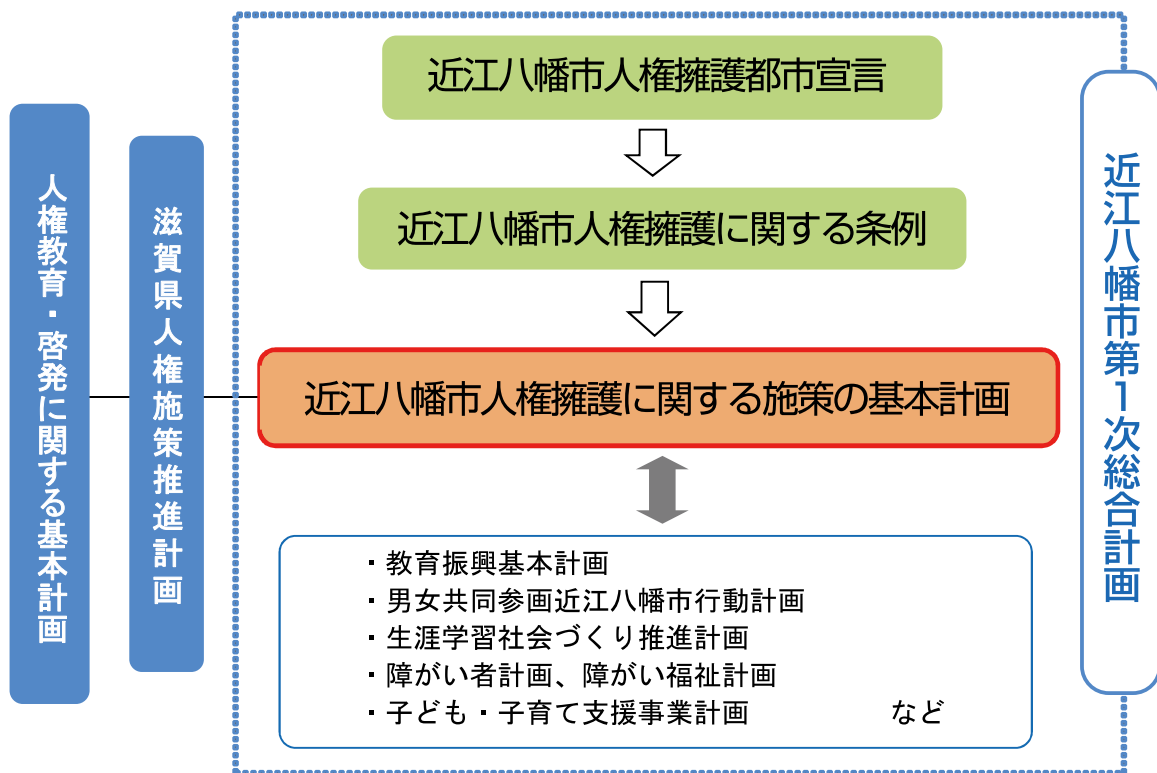 近江八幡市人権擁護都市宣言
近江八幡市人権擁護に関する条例
近江八幡市人権擁護に関する施策の基本計画
・教育振興基本計画
・男女共同参画近江八幡市行動計画
・生涯学習社会づくり推進計画
・障がい者計画、障がい福祉計画
・子ども・子育て支援事業計画　　　　　など
人権教育・啓発に関する基本計画
滋賀県人権施策推進計画
近江八幡市第1次総合計画